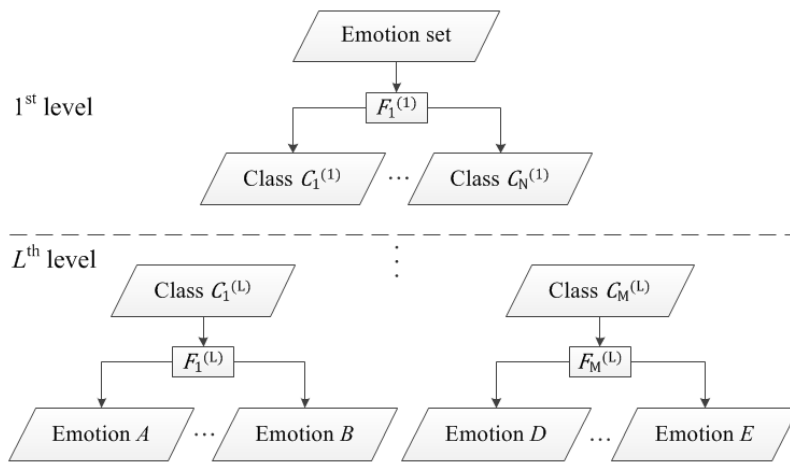 Emotion set
1st level
F1(1)
Class C1(1) ... Class CN(1)
Lth level
Class C1(L) Class CM(L)
F1(L) FM(L)
Emotion A ... Emotion B Emotion D ... Emotion E